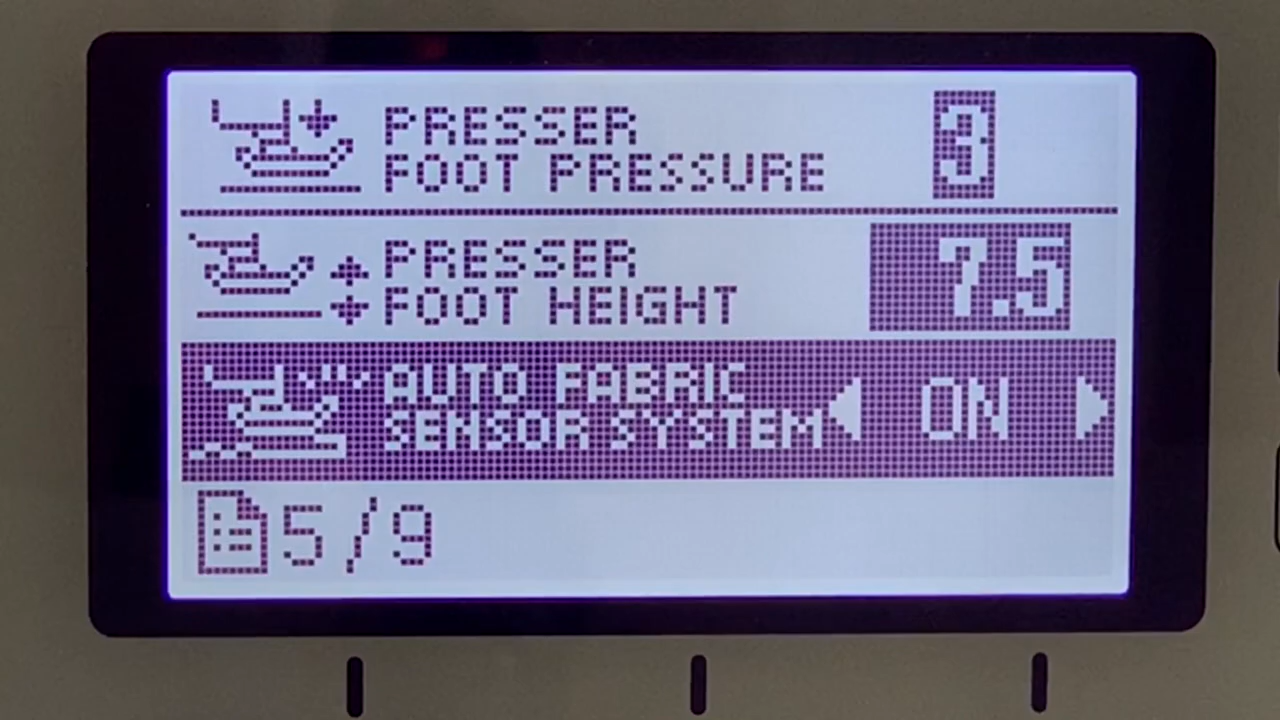 PRESSER
FOOT PRESSURE 3
PRESSER
FOOT HEIGHT 7.5
AUTO FABRIC
SENSOR SYSTEM ON
5/9